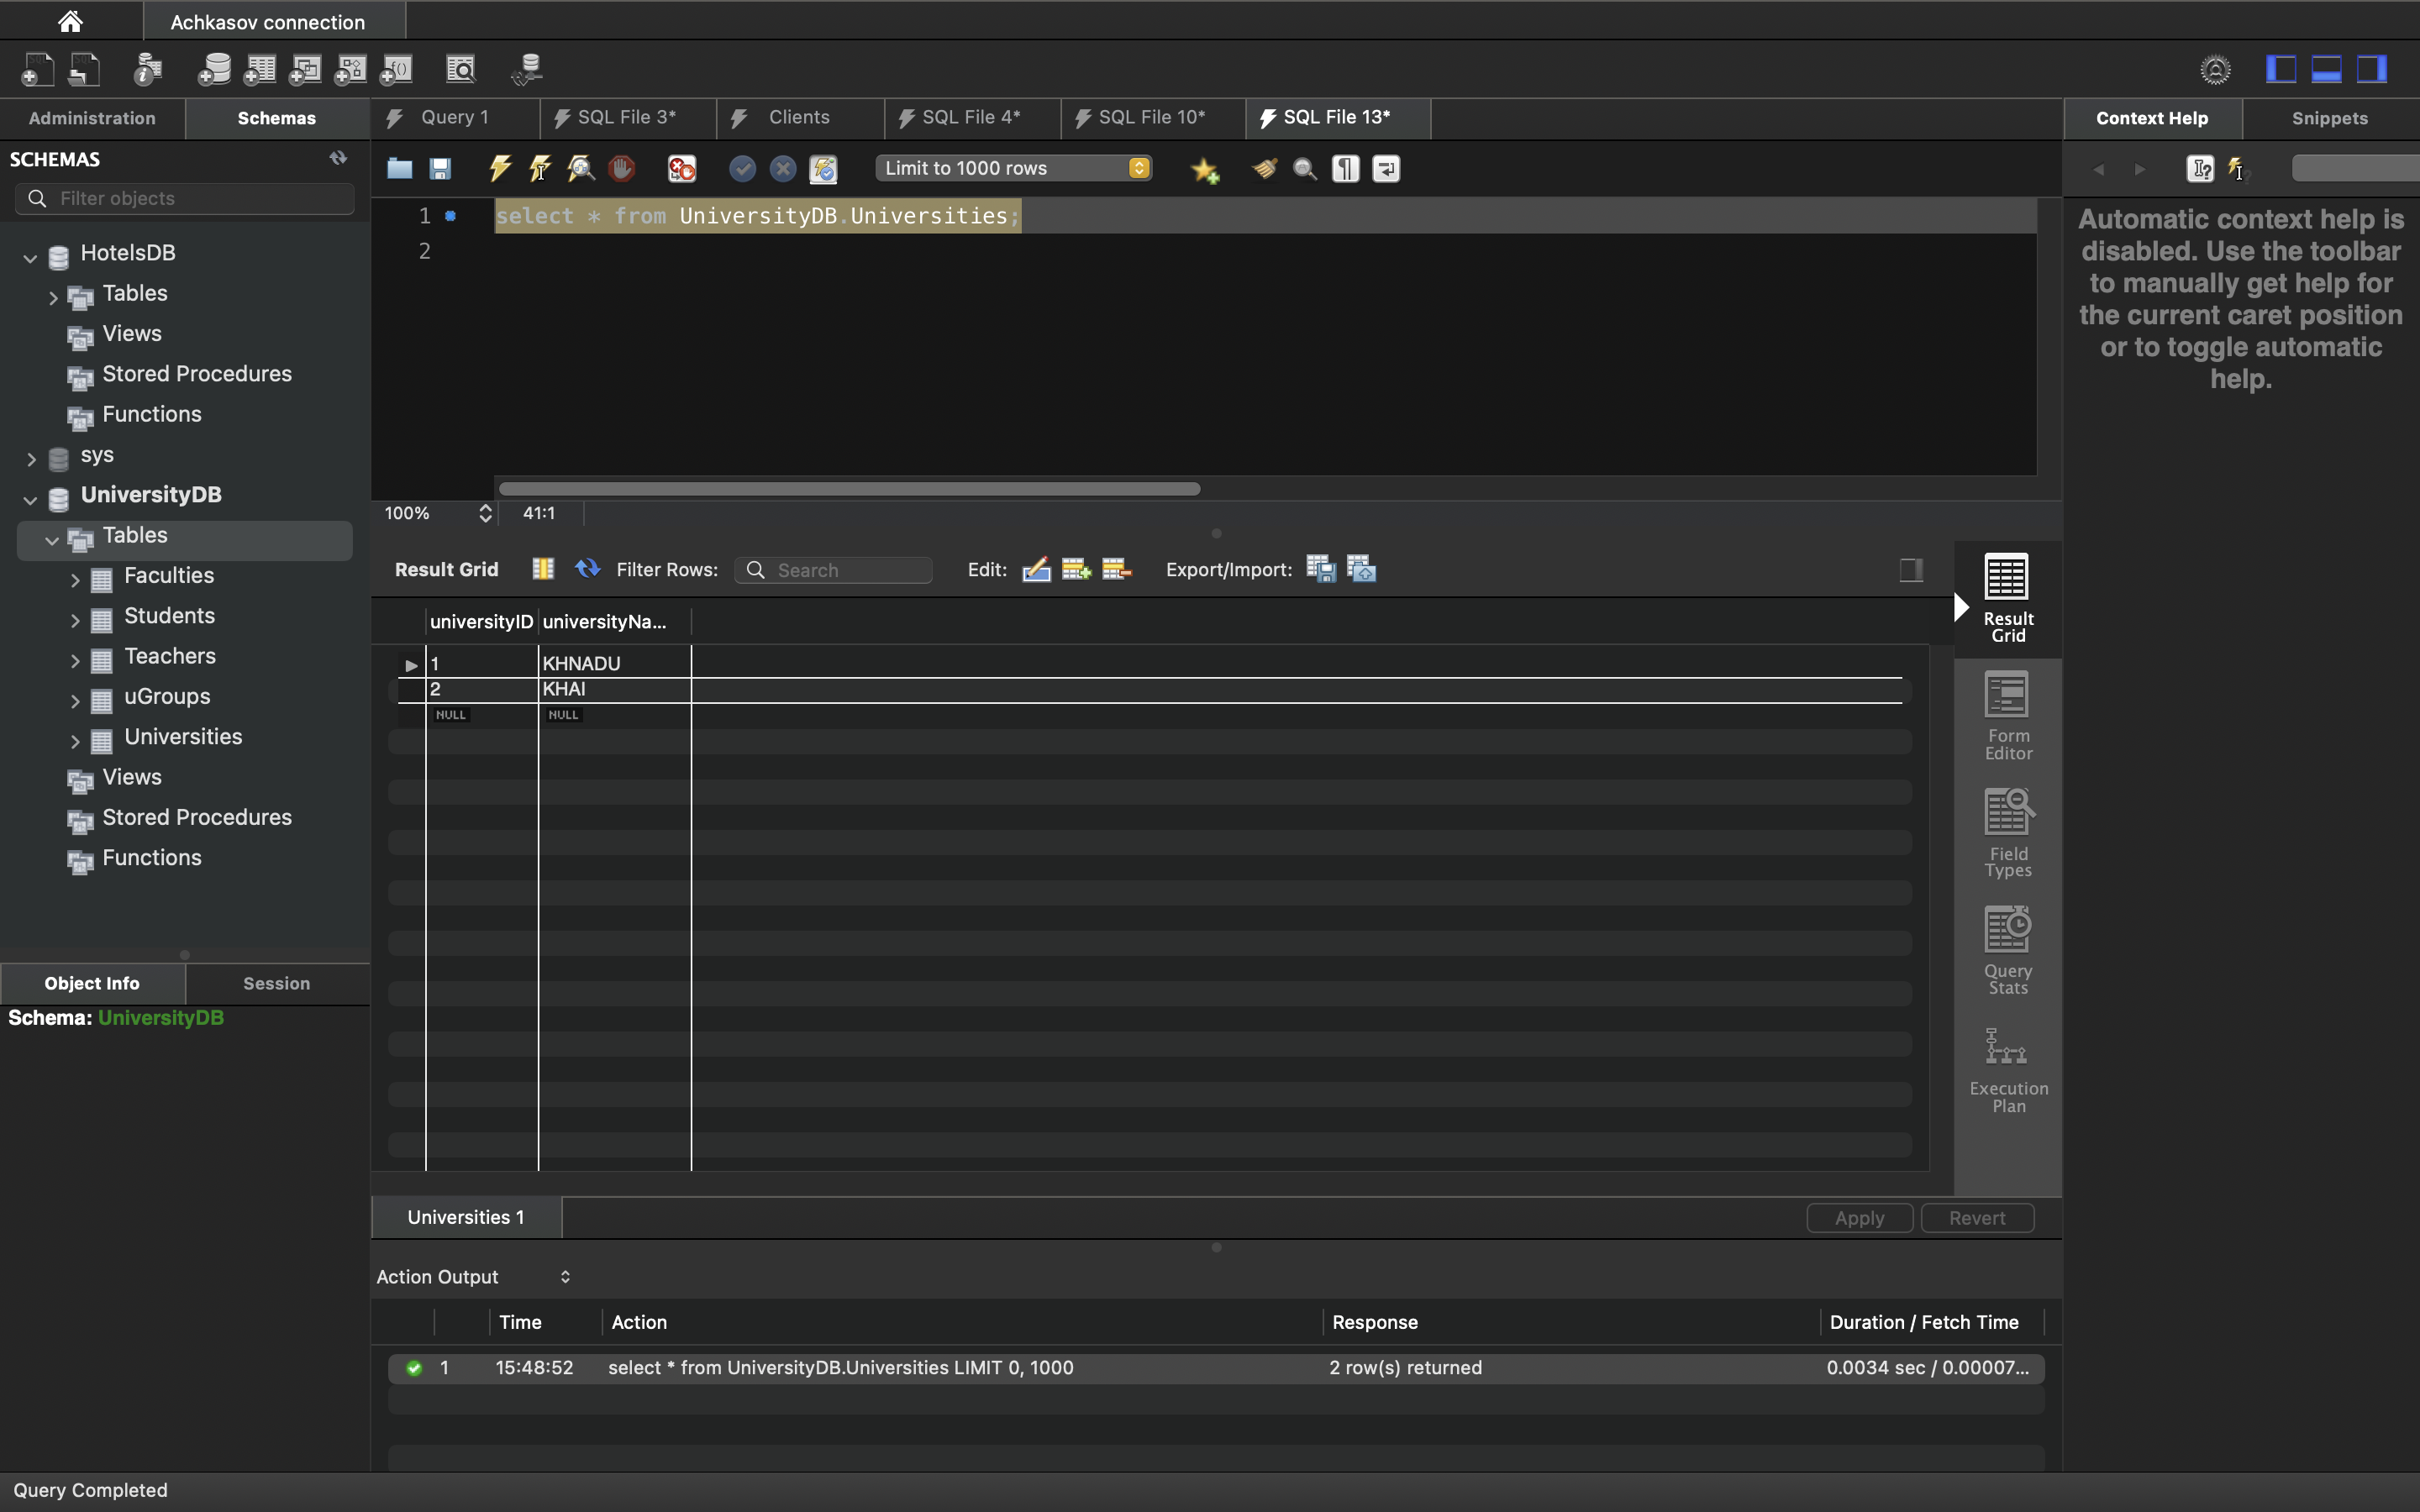 Achkasov connection
Administration
Schemas
SCHEMAS
Filter objects
HotelsDB
Tables
Views
Stored Procedures
Functions
sys
UniversityDB
Tables
Faculties
Students
Teachers
uGroups
Universities
Views
Stored Procedures
Functions
Object Info
Session
Schema: UniversityDB
Query 1
SQL File 3*
Clients
SQL File 4*
SQL File 10*
SQL File 13*
Limit to 1000 rows
1
select * from UniversityDB.Universities;
2
100%
41:1
Result Grid
Filter Rows:
Search
Edit:
Export/Import:
universityID
universityNa...
1
KHNADU
2
KHAI
NULL
NULL
Result
Grid
Form
Editor
Field
Types
Query
Stats
Execution
Plan
Universities 1
Apply
Revert
Action Output
Time
Action
Response
Duration / Fetch Time
1
15:48:52
select * from UniversityDB.Universities LIMIT 0, 1000
2 row(s) returned
0.0034 sec / 0.00007...
Context Help
Snippets
Automatic context help is
disabled. Use the toolbar
to manually get help for
the current caret position
or to toggle automatic
help.
Query Completed